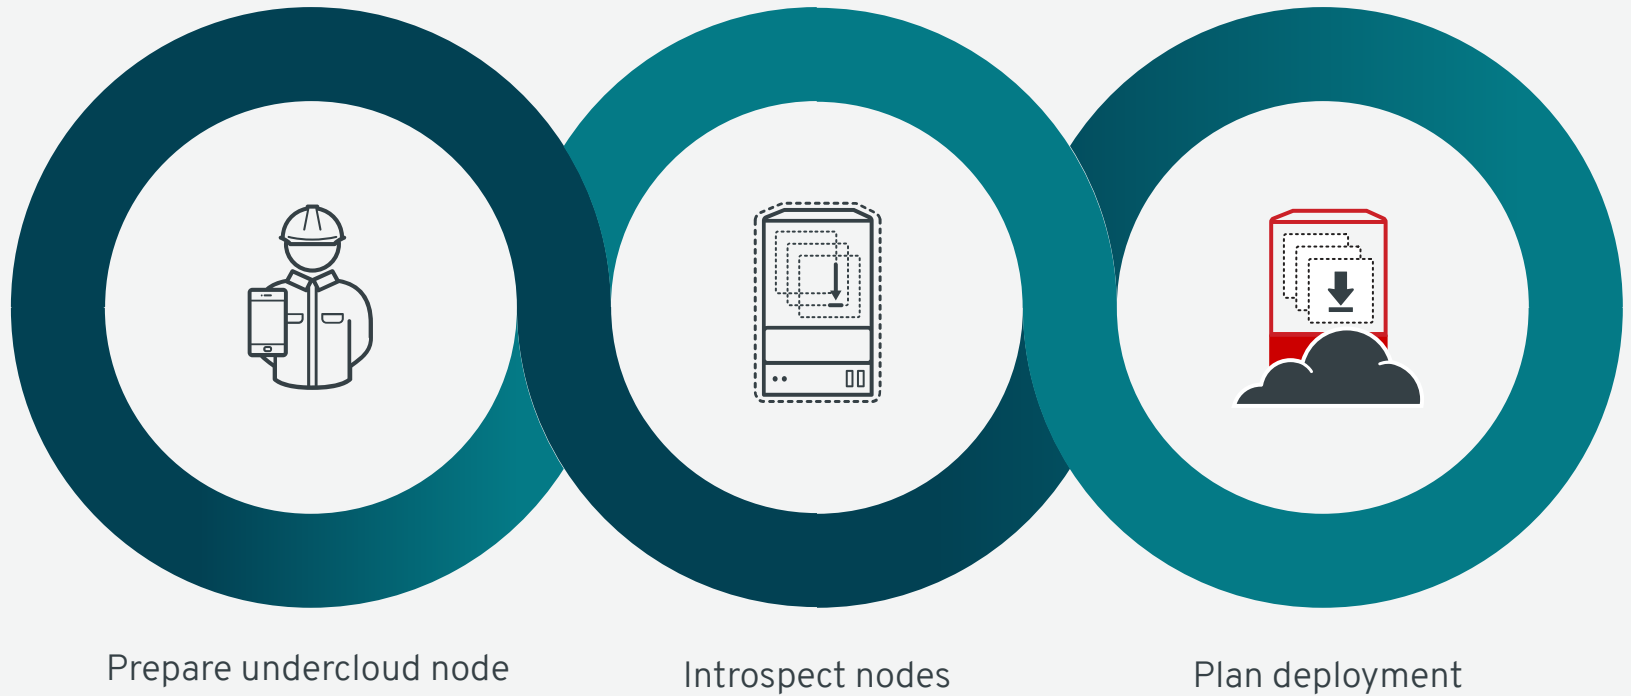 Prepare undercloud node
Introspect nodes
Plan deployment